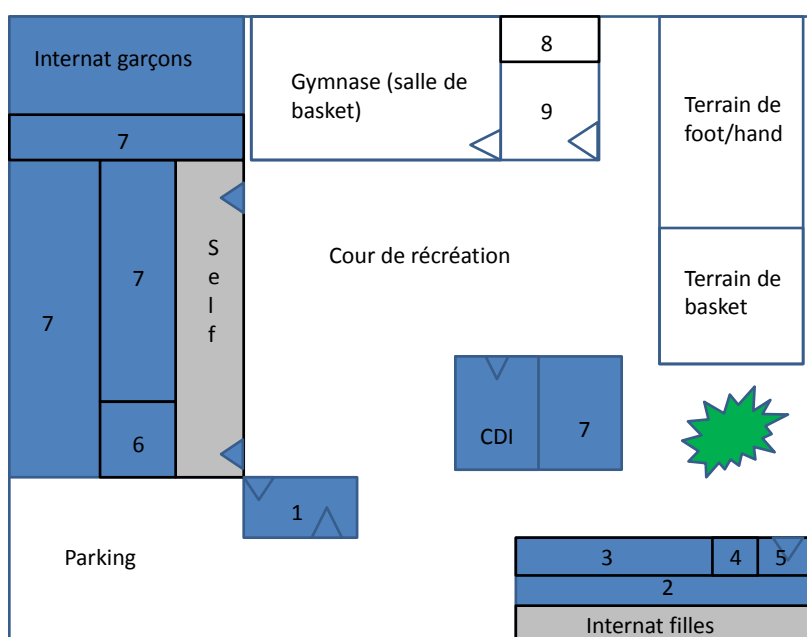 Internat garçons
Gymnase (salle de
basket)
8
9
Terrain de
foot/hand
7
7
7
S
e
l
f
Cour de récréation
Terrain de
basket
6
CDI
7
1
Parking
3
4
5
2
Internat filles